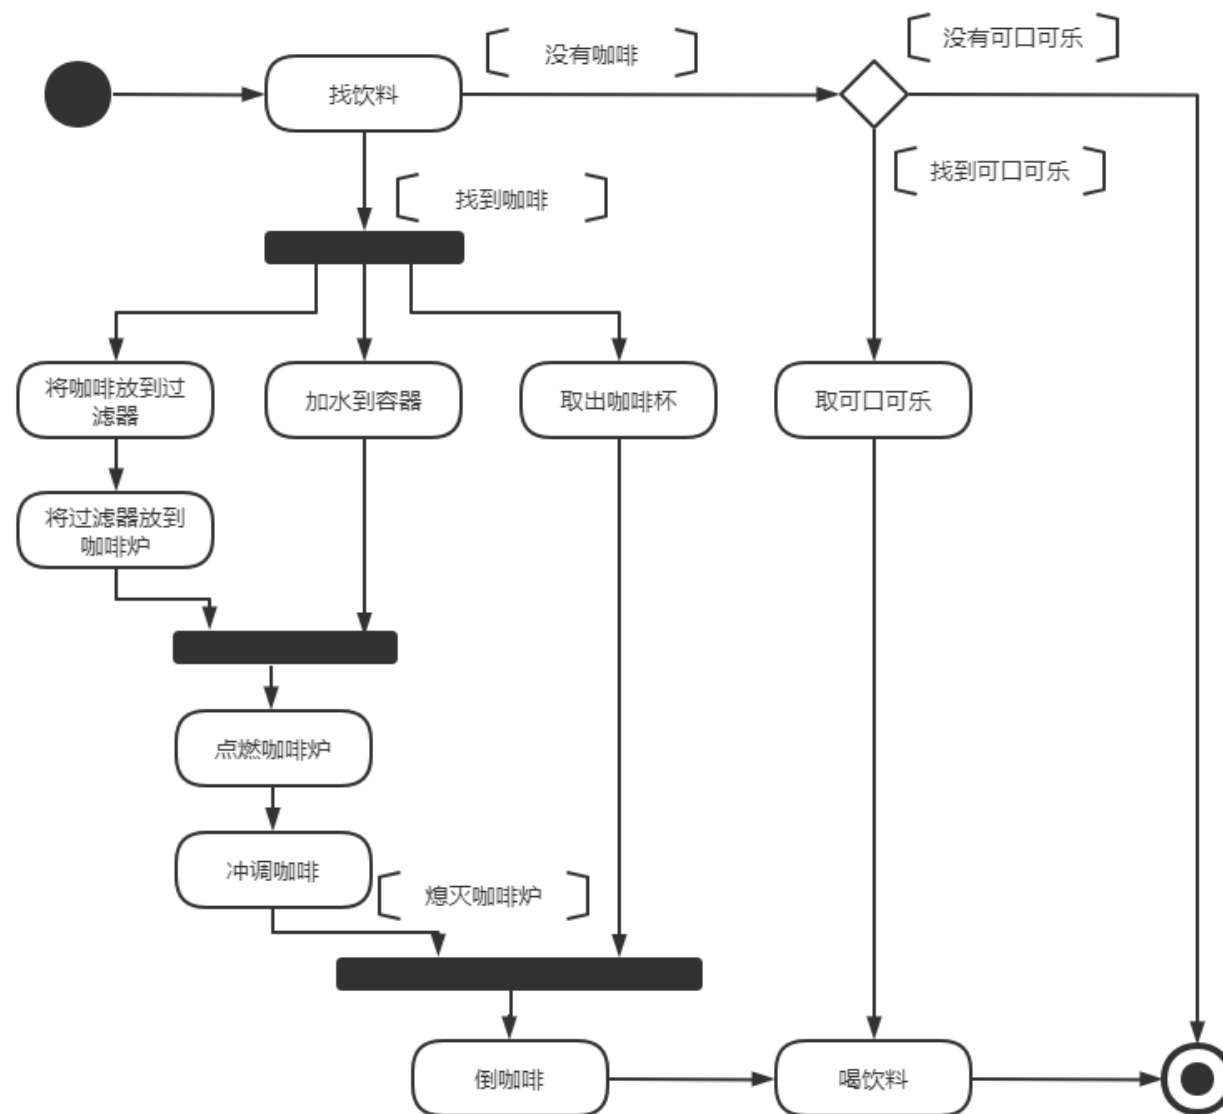 没有可口可乐
没有咖啡
找饮料
找到可口可乐
找到咖啡
将咖啡放到过
滤器
加水到容器
取出咖啡杯
取可口可乐
将过滤器放到
咖啡炉
点燃咖啡炉
冲调咖啡
熄灭咖啡炉
倒咖啡
喝饮料